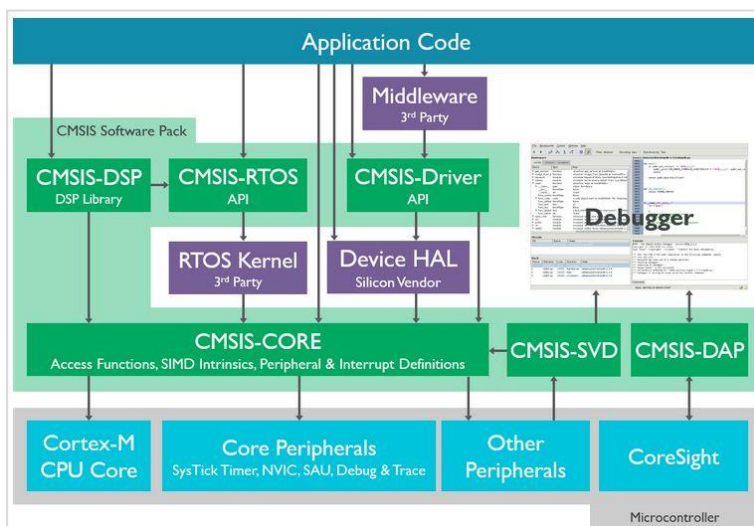 Application Code
Middleware
3rd Party
CMSIS Software Pack
CMSIS-DSP
DSP Library
CMSIS-RTOS
API
CMSIS-Driver
API
Debugger
RTOS Kernel
3rd Party
Device HAL
Silicon Vendor
CMSIS-CORE
Access Functions, SIMD Intrinsics, Peripheral & Interrupt Definitions
CMSIS-SVD
CMSIS-DAP
Cortex-M
CPU Core
Core Peripherals
SysTick Timer, NVIC, SAU, Debug & Trace
Other
Peripherals
CoreSight
Microcontroller